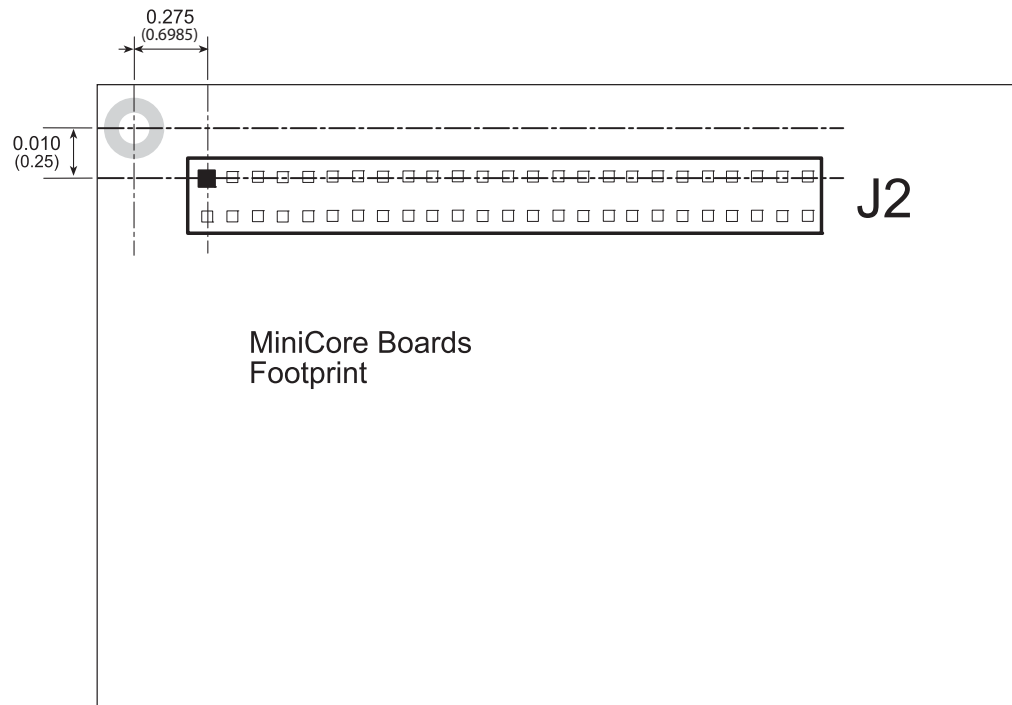 0.275
(0.6985)
0.010
(0.25)
J2
MiniCore Boards
Footprint